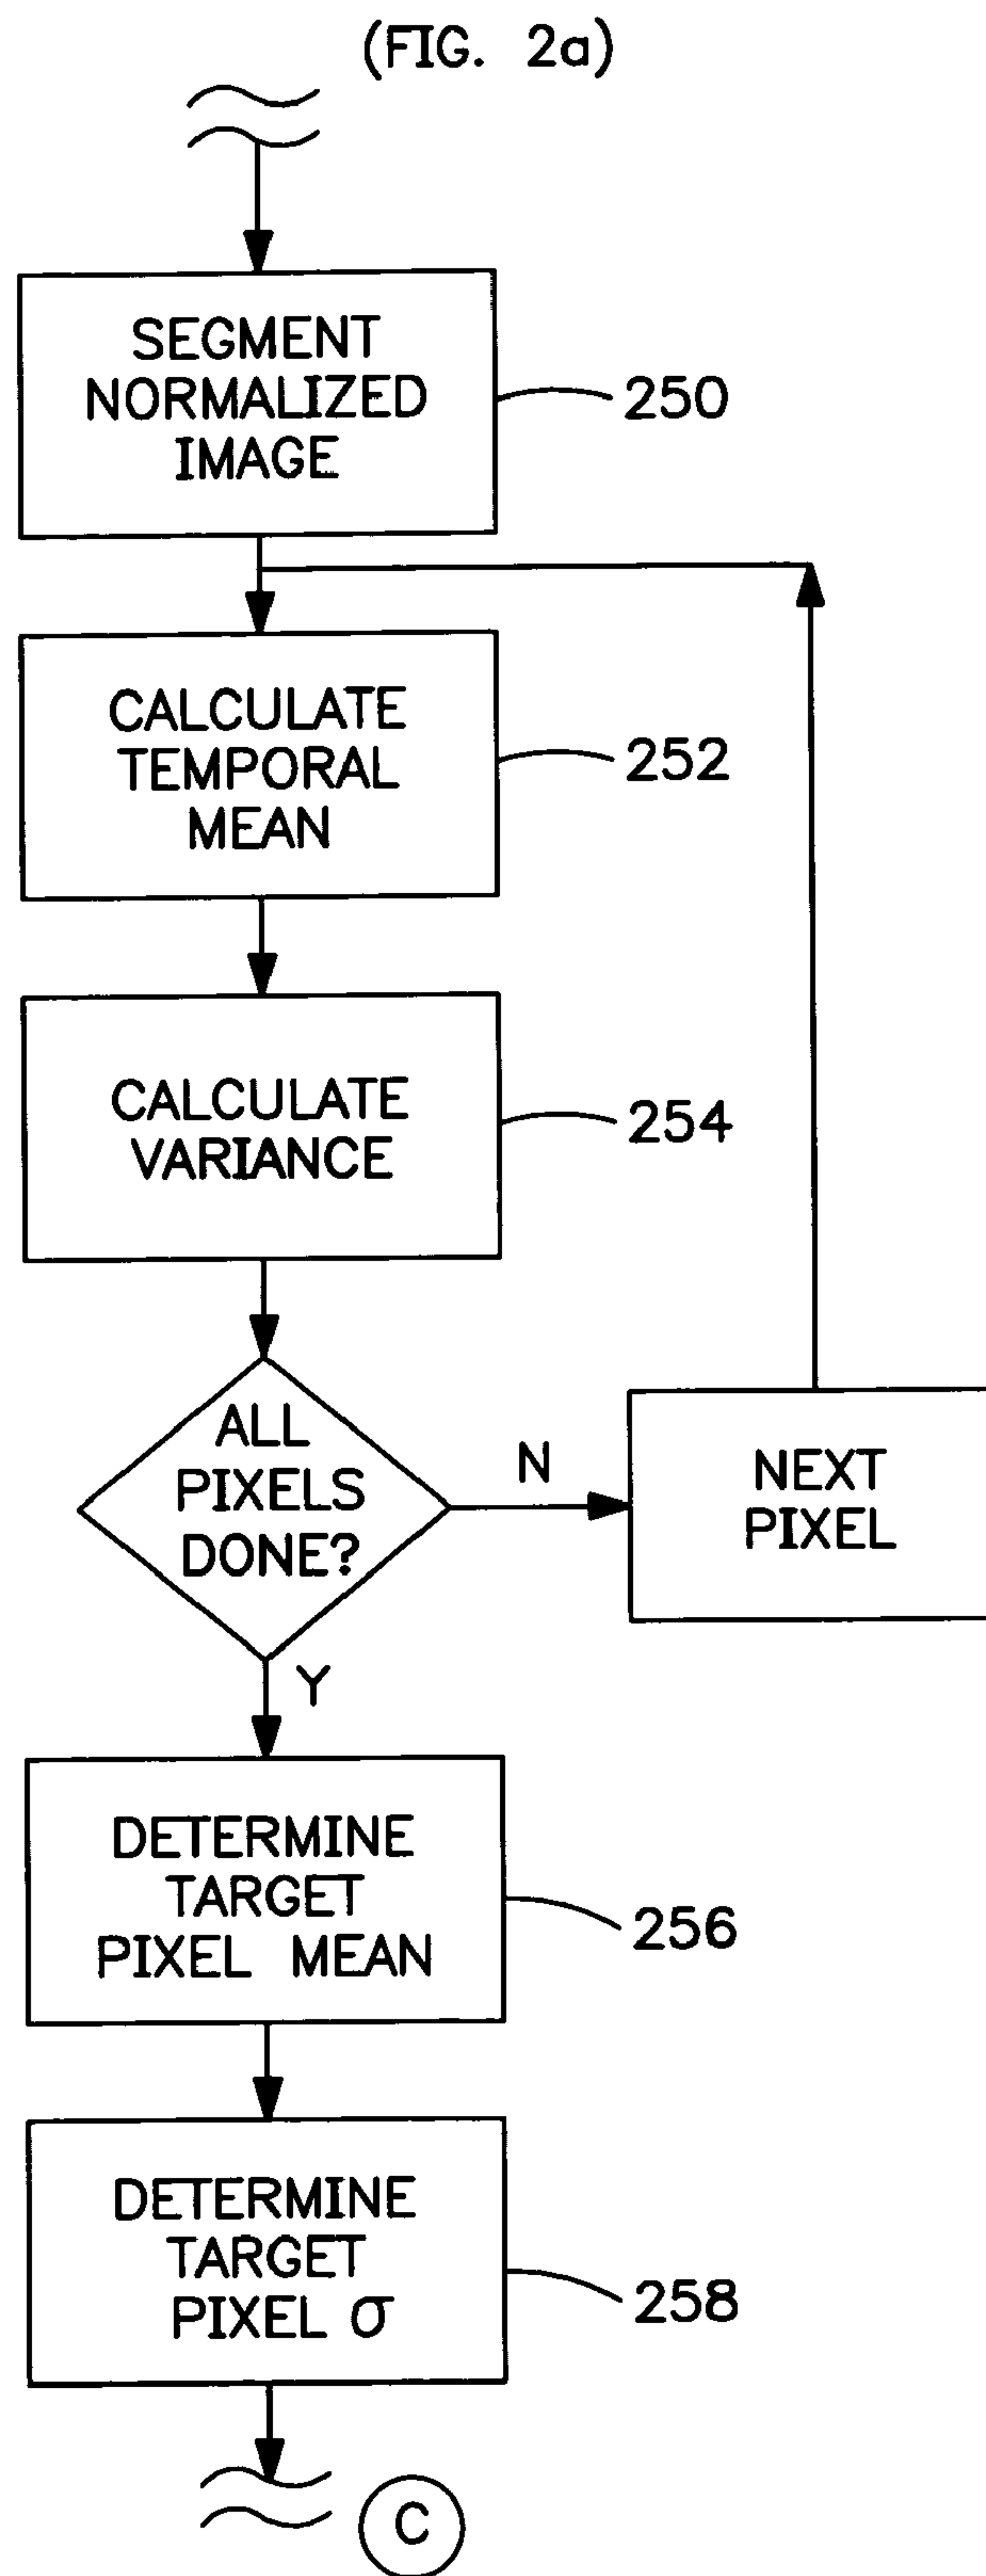 (FIG. 2a)
SEGMENT
NORMALIZED
IMAGE
250
CALCULATE
TEMPORAL
MEAN
252
CALCULATE
VARIANCE
254
ALL
PIXELS
DONE?
N
NEXT
PIXEL
Y
DETERMINE
TARGET
PIXEL MEAN
256
DETERMINE
TARGET
PIXEL σ
258
C